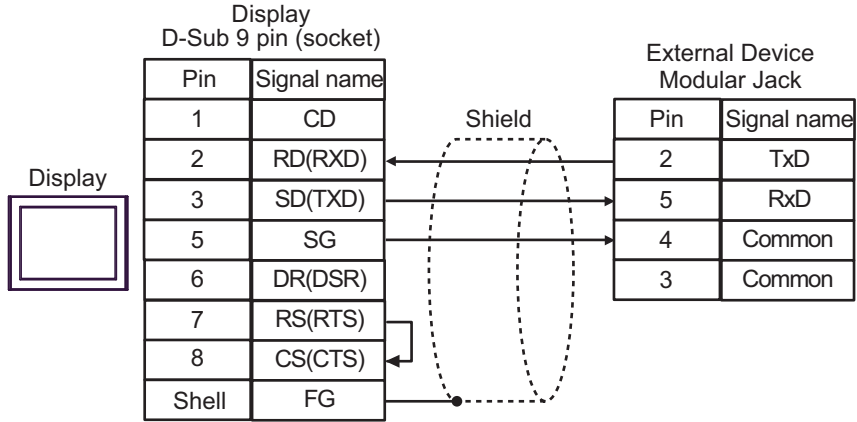 Display
D-Sub 9 pin (socket)
External Device
Modular Jack
Pin Signal name
1 CD
2 RD(RXD)
3 SD(TXD)
5 SG
6 DR(DSR)
7 RS(RTS)
8 CS(CTS)
Shell FG
Shield
Pin Signal name
2 TxD
5 RxD
4 Common
3 Common
Display